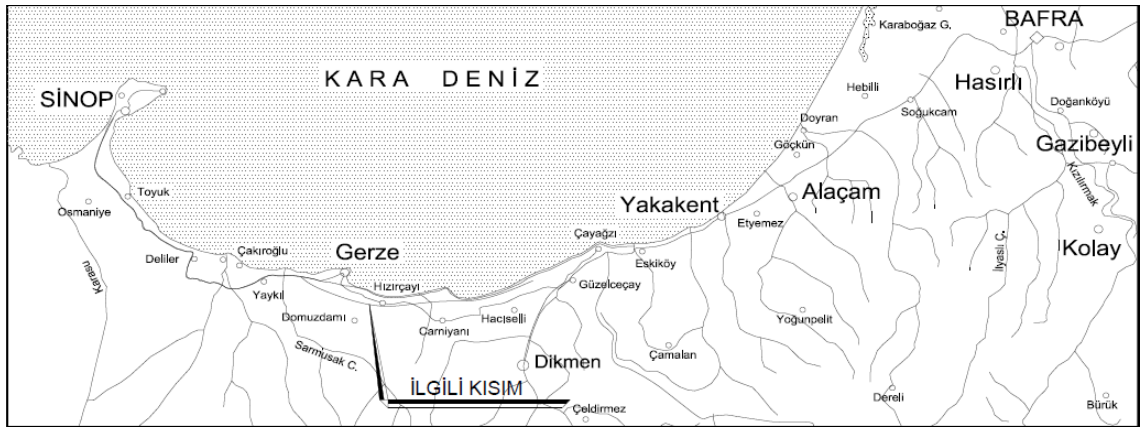 Karaboğaz G.
BAFRA
KARA DENİZ
Hasırlı
SİNOP
Hebilli
Doğanköyü
Soğukcam
Doyran
Gazibeyli
Göçkün
Kızılırmak
Toyuk
Alaçam
Osmaniye
Yakakent
Etyemez
Kolay
Çayağzı
Gerze
Çakıroğlu
Deliler
Eskiköy
İlyaslı Ç.
Karasu
Yaykıl
Hızırçayı
Güzelceçay
Domuzdamı
Carniyanı
Hacıselli
Yoğunpelit
Sarmusak C.
Dikmen
Çamalan
İLGİLİ KISIM
Dereli
Bürük
Çeldirmez